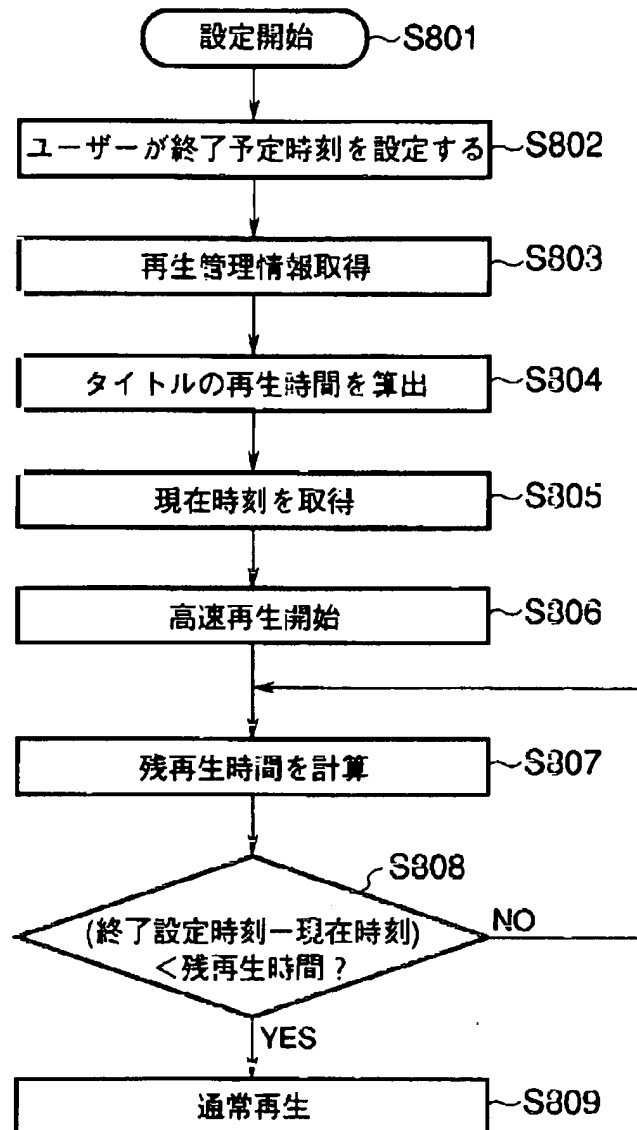 設定開始 S801
ユーザーが終了予定時刻を設定する S802
再生管理情報取得 S803
タイトルの再生時間を算出 S804
現在時刻を取得 S805
高速再生開始 S806
残再生時間を計算 S807
S808
(終了設定時刻ー現在時刻)
<残再生時間?
NO
YES
通常再生 S809